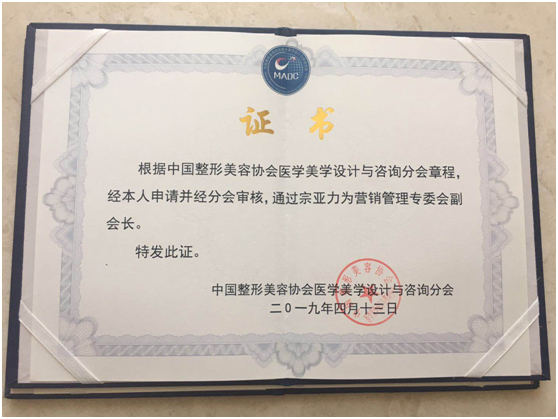 MADC
证书
根据中国整形美容协会医学美学设计与咨询分会章程,
经本人申请并经分会审核,通过宗亚力为营销管理专委会副
会长。
特发此证。
中国整形美容协会医学美学设计与咨询分会
二0一九年四月十三日